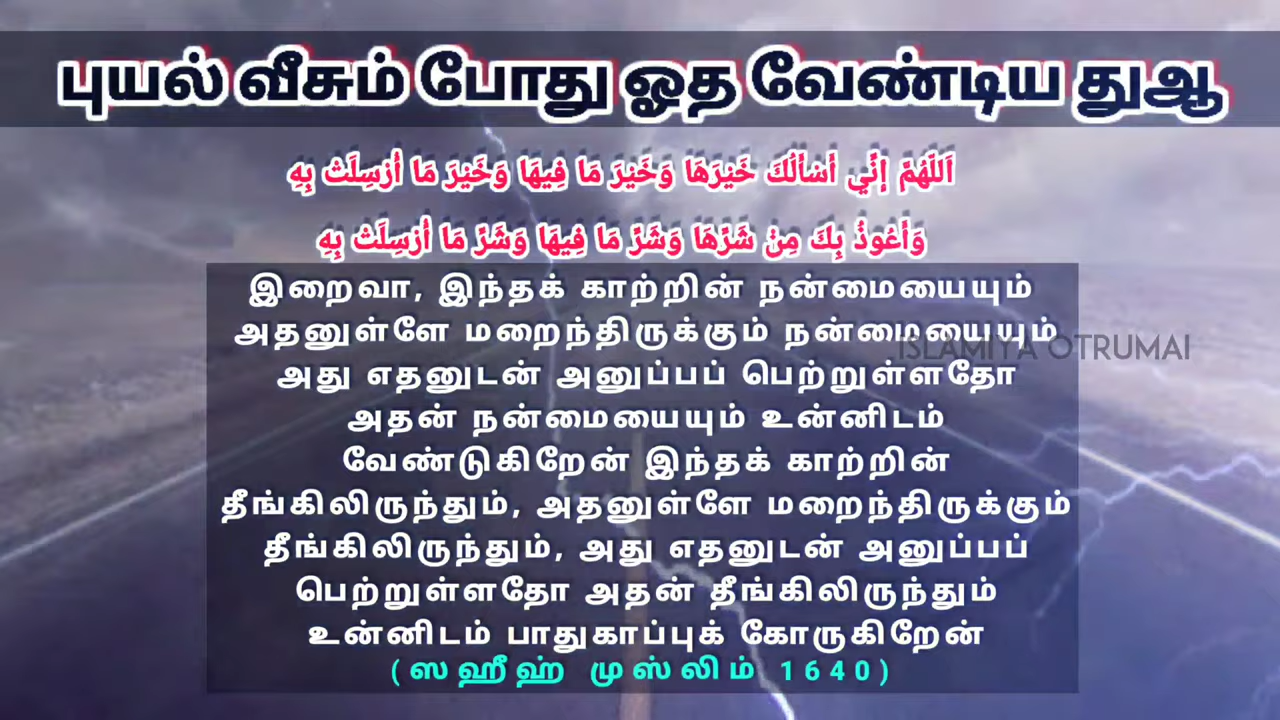 புயல் வீசும் போது ஓத வேண்டிய துஆ
اَللَّهُمَّ إِنِّي أَسْأَلُكَ خَيْرَهَا وَخَيْرَ مَا فِيهَا وَخَيْرَ مَا أُرْسِلَتْ بِهِ
وَأَعُوذُ بِكَ مِنْ شَرِّهَا وَشَرِّ مَا فِيهَا وَشَرِّ مَا أُرْسِلَتْ بِهِ
இறைவா, இந்தக் காற்றின் நன்மையையும்
அதனுள்ளே மறைந்திருக்கும் நன்மையையும்
ISLAMIYA OTRUMAI
அது எதனுடன் அனுப்பப் பெற்றுள்ளதோ
அதன் நன்மையையும் உன்னிடம்
வேண்டுகிறேன் இந்தக் காற்றின்
தீங்கிலிருந்தும், அதனுள்ளே மறைந்திருக்கும்
தீங்கிலிருந்தும், அது எதனுடன் அனுப்பப்
பெற்றுள்ளதோ அதன் தீங்கிலிருந்தும்
உன்னிடம் பாதுகாப்புக் கோருகிறேன்
(ஸஹீஹ் முஸ்லிம் 1640)